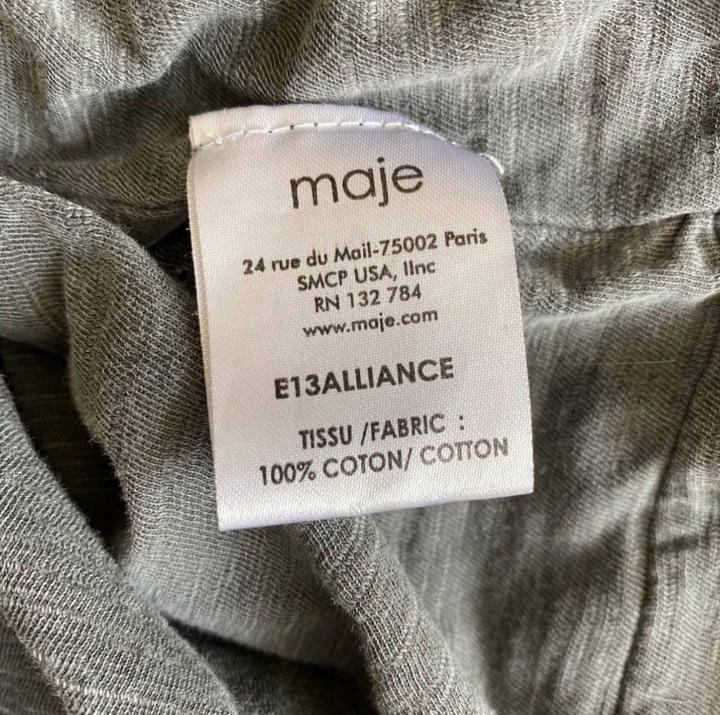 maje
24 rue du Mail-75002 Paris
SMCP USA, IInc
RN 132 784
www.maje.com
E13ALLIANCE
TISSU /FABRIC :
100% COTON/ COTTON